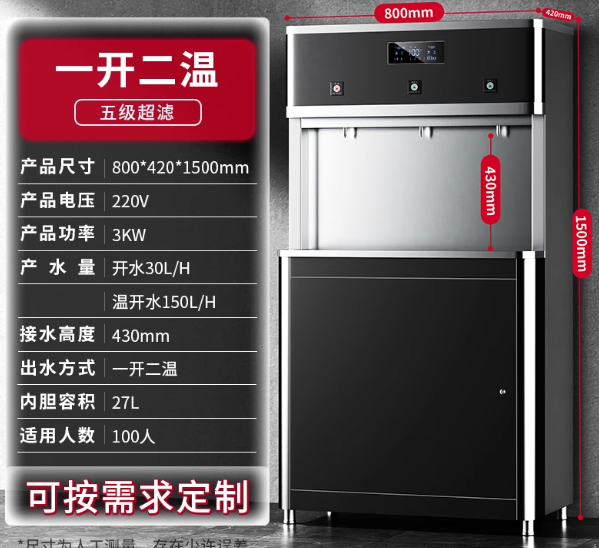 一开二温
五级超滤
产品尺寸 800*420*1500mm
产品电压 220V
产品功率 3KW
产水量 开水30L/H
温开水150L/H
接水高度 430mm
出水方式 一开二温
内胆容积 27L
适用人数 100人
可按需求定制
*尺寸为人工测量，存在少许误差
800mm
420mm
430mm
1500mm
100